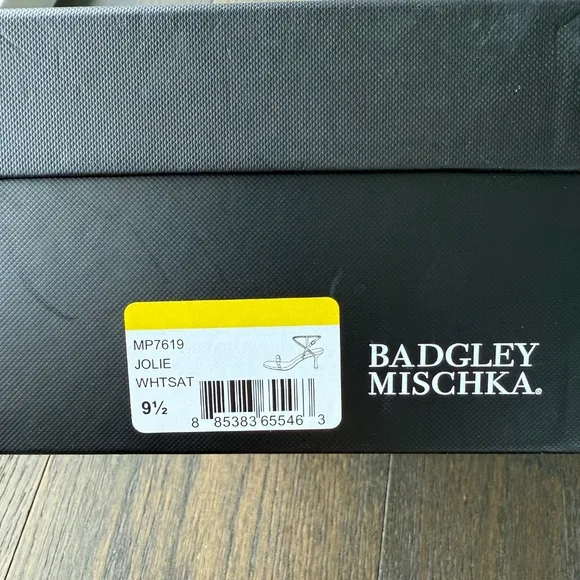 MP7619
JOLIE
WHTSAT
9½
8 85383 65546 3
BADGLEY
MISCHKA®